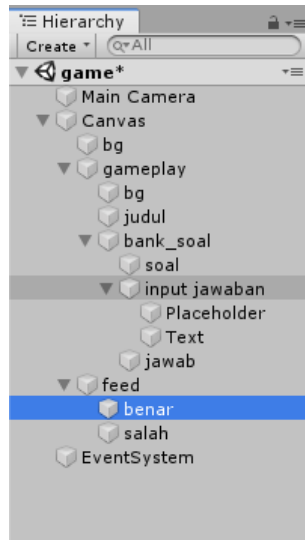 Hierarchy
Create All
game*
Main Camera
Canvas
bg
gameplay
bg
judul
bank_soal
soal
input jawaban
Placeholder
Text
jawab
feed
benar
salah
EventSystem